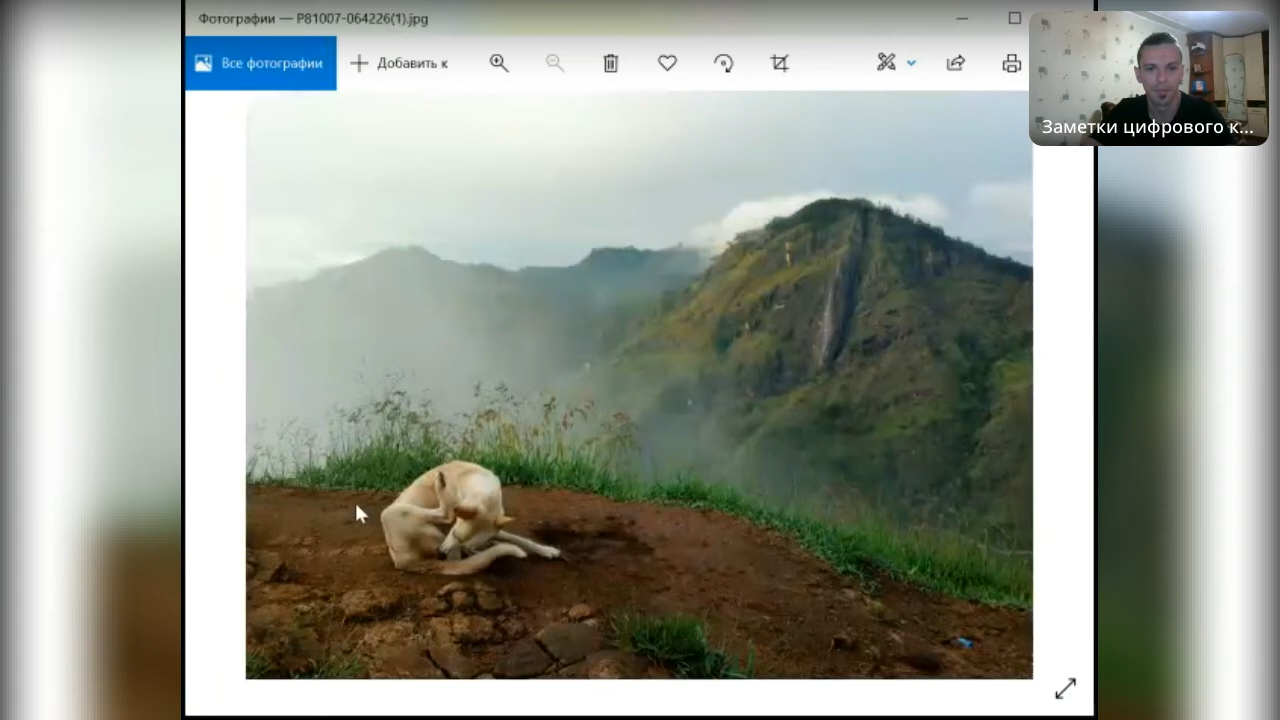 Фотографии — P81007-064226(1).jpg
Все фотографии
Добавить к
Заметки цифрового к...